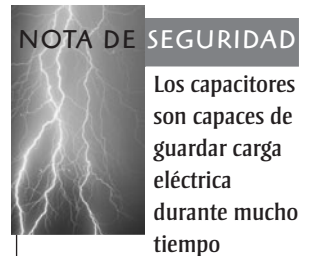 NOTA DE SEGURIDAD
Los capacitores
son capaces de
guardar carga
eléctrica
durante mucho
tiempo